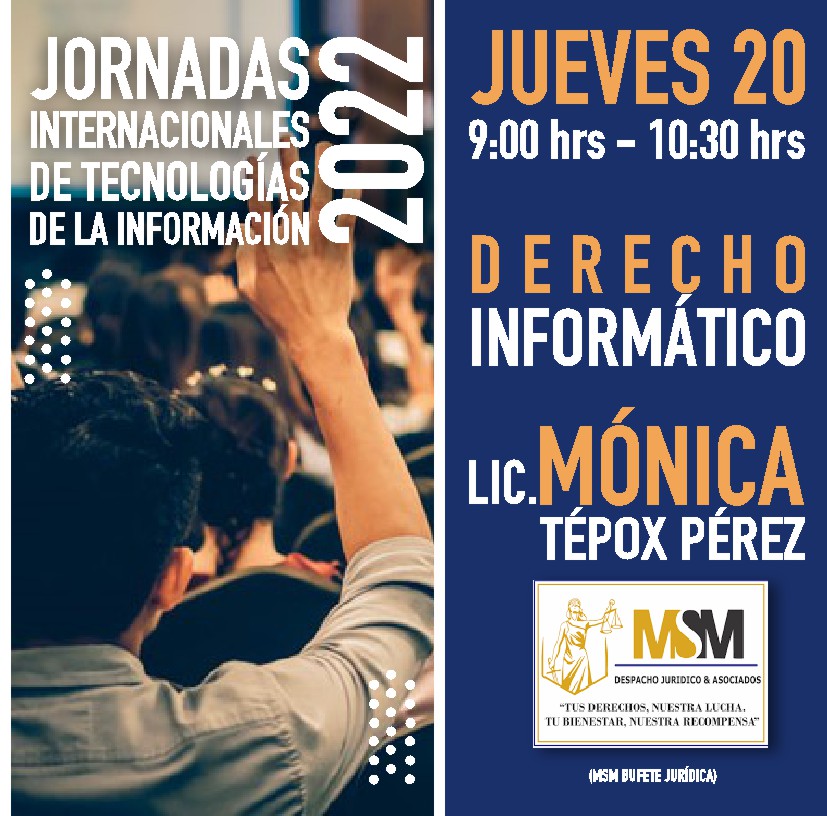 JORNADAS
INTERNACIONALES
DE TECNOLOGÍAS
DE LA INFORMACIÓN
2022
JUEVES 20
9:00 hrs – 10:30 hrs
DERECHO
INFORMÁTICO
LIC. MÓNICA
TÉPOX PÉREZ
MSM
DESPACHO JURIDICO & ASOCIADOS
“TUS DERECHOS, NUESTRA LUCHA;
TU BIENESTAR, NUESTRA RECOMPENSA”
(MSM BUFETE JURÍDICA)